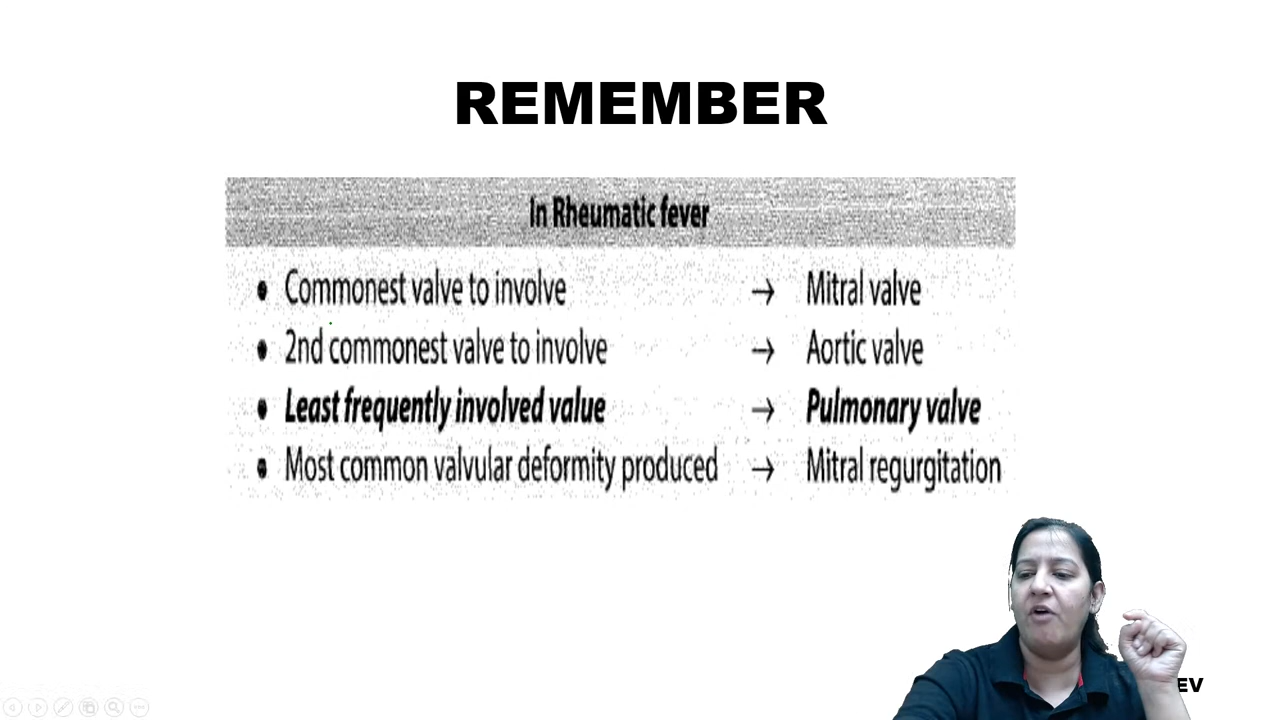 REMEMBER
In Rheumatic fever
• Commonest valve to involve → Mitral valve
• 2nd commonest valve to involve → Aortic valve
• Least frequently involved value → Pulmonary valve
• Most common valvular deformity produced → Mitral regurgitation
EV